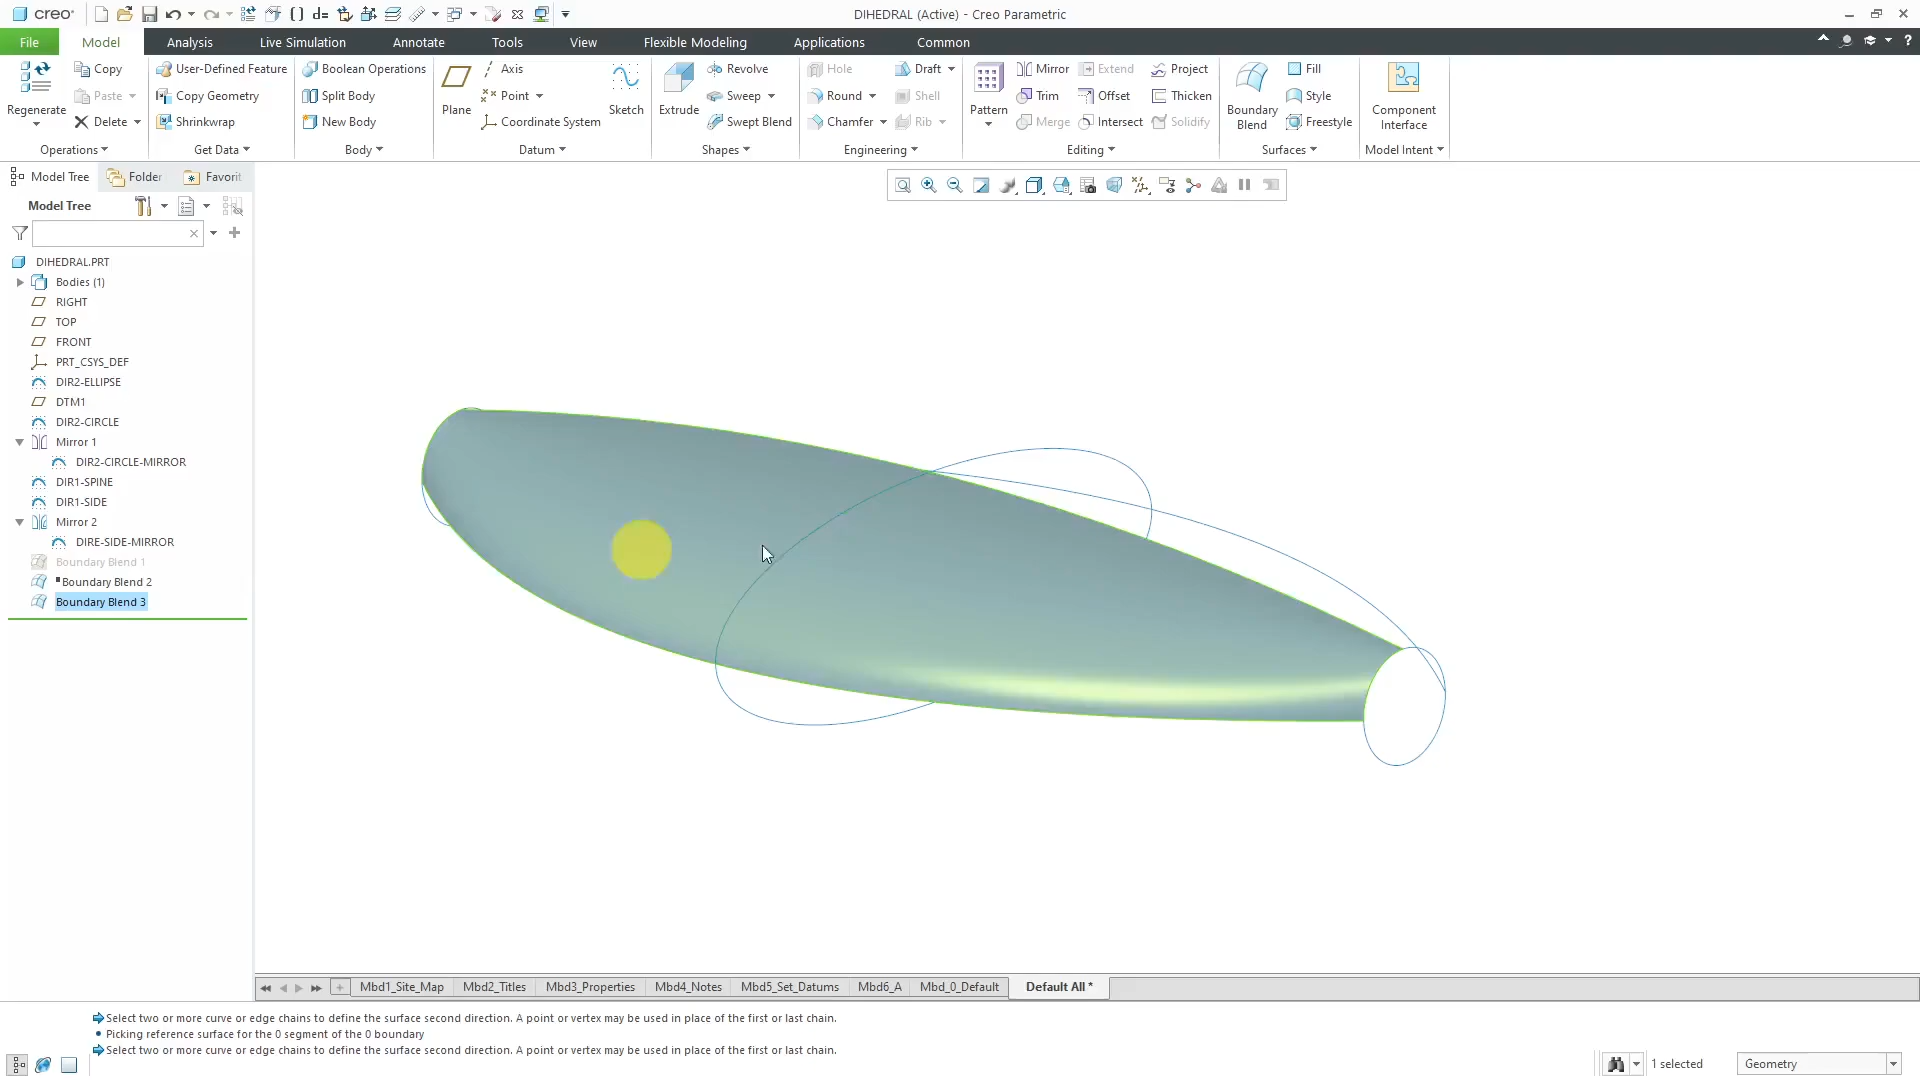 creo
DIHEDRAL (Active) - Creo Parametric
File Model Analysis Live Simulation Annotate Tools View Flexible Modeling Applications Common
Regenerate
Copy
Paste
Delete
Operations
User-Defined Feature
Copy Geometry
Shrinkwrap
Get Data
Boolean Operations
Split Body
New Body
Body
Plane
Axis
Point
Coordinate System
Sketch
Datum
Extrude
Revolve
Sweep
Swept Blend
Shapes
Hole
Round
Chamfer
Draft
Shell
Rib
Engineering
Pattern
Mirror
Trim
Merge
Extend
Offset
Intersect
Project
Thicken
Solidify
Editing
Boundary
Blend
Fill
Style
Freestyle
Surfaces
Component
Interface
Model Intent
Model Tree Folder Favorit
Model Tree
DIHEDRAL.PRT
Bodies (1)
RIGHT
TOP
FRONT
PRT_CSYS_DEF
DIR2-ELLIPSE
DTM1
DIR2-CIRCLE
Mirror 1
DIR2-CIRCLE-MIRROR
DIR1-SPINE
DIR1-SIDE
Mirror 2
DIRE-SIDE-MIRROR
Boundary Blend 1
Boundary Blend 2
Boundary Blend 3
Mbd1_Site_Map Mbd2_Titles Mbd3_Properties Mbd4_Notes Mbd5_Set_Datums Mbd6_A Mbd_0_Default Default All *
Select two or more curve or edge chains to define the surface second direction. A point or vertex may be used in place of the first or last chain.
• Picking reference surface for the 0 segment of the 0 boundary
Select two or more curve or edge chains to define the surface second direction. A point or vertex may be used in place of the first or last chain.
1 selected
Geometry